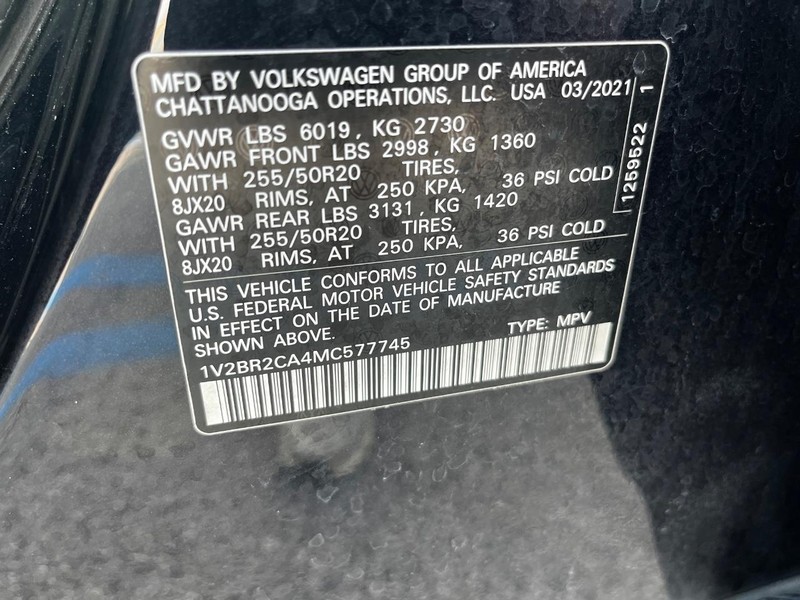 MFD BY VOLKSWAGEN GROUP OF AMERICA
CHATTANOOGA OPERATIONS, LLC. USA 03/2021
GVWR LBS 6019, KG 2730
GAWR FRONT LBS 2998, KG 1360
WITH 255/50R20 TIRES,
8JX20 RIMS, AT 250 KPA, 36 PSI COLD
GAWR REAR LBS 3131, KG 1420
WITH 255/50R20 TIRES,
8JX20 RIMS, AT 250 KPA, 36 PSI COLD
THIS VEHICLE CONFORMS TO ALL APPLICABLE
U.S. FEDERAL MOTOR VEHICLE SAFETY STANDARDS
IN EFFECT ON THE DATE OF MANUFACTURE
SHOWN ABOVE.
TYPE: MPV
1V2BR2CA4MC577745
1259522 1